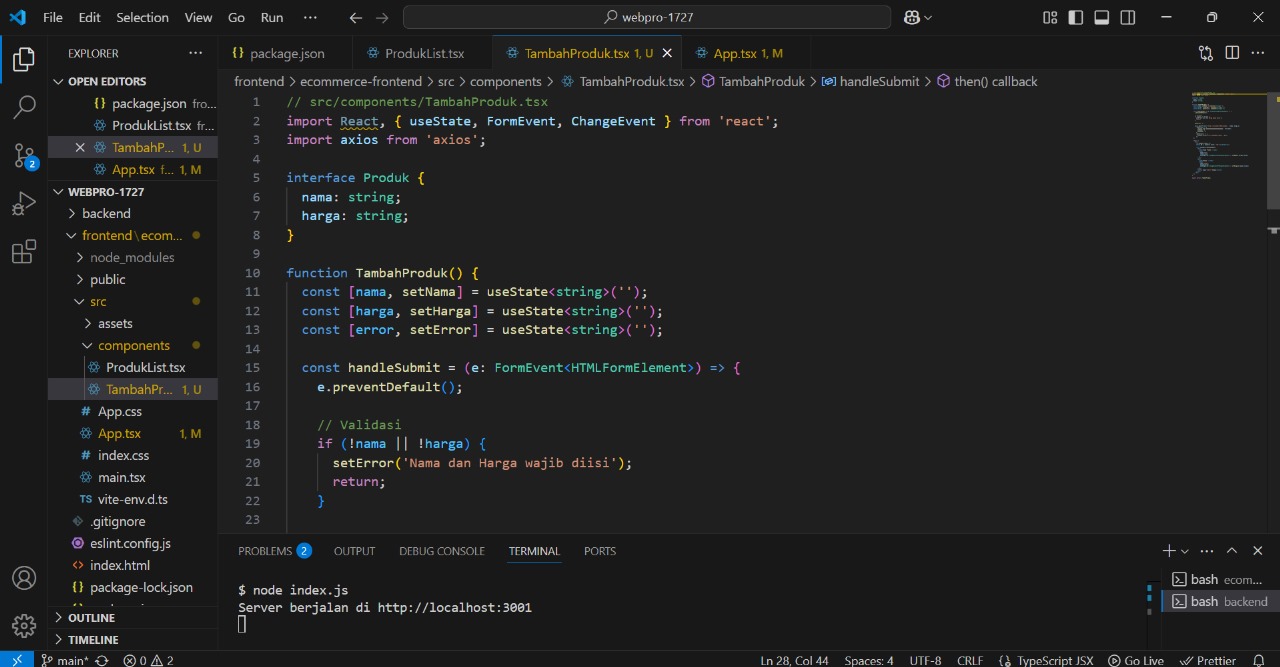 File Edit Selection View Go Run ··· webpro-1727
EXPLORER ···
OPEN EDITORS
{} package.json fro...
ProdukList.tsx fr...
TambahP... 1, U
App.tsx f... 1, M
WEBPRO-1727
backend
frontend\ecom...
node_modules
public
src
assets
components
ProdukList.tsx
TambahPr... 1, U
# App.css
App.tsx 1, M
# index.css
main.tsx
TS vite-env.d.ts
.gitignore
eslint.config.js
<> index.html
{} package-lock.json
OUTLINE
TIMELINE
2
{} package.json ProdukList.tsx TambahProduk.tsx 1, U App.tsx 1, M
frontend > ecommerce-frontend > src > components > TambahProduk.tsx > TambahProduk > handleSubmit > then() callback
1 // src/components/TambahProduk.tsx
2 import React, { useState, FormEvent, ChangeEvent } from 'react';
3 import axios from 'axios';
4
5 interface Produk {
6 nama: string;
7 harga: string;
8 }
9
10 function TambahProduk() {
11 const [nama, setNama] = useState<string>('');
12 const [harga, setHarga] = useState<string>('');
13 const [error, setError] = useState<string>('');
14
15 const handleSubmit = (e: FormEvent<HTMLFormElement>) => {
16 e.preventDefault();
17
18 // Validasi
19 if (!nama || !harga) {
20 setError('Nama dan Harga wajib diisi');
21 return;
22 }
23
PROBLEMS 2 OUTPUT DEBUG CONSOLE TERMINAL PORTS
$ node index.js
Server berjalan di http://localhost:3001
bash ecom...
bash backend
main* 0 2 Ln 28, Col 44 Spaces: 4 UTF-8 CRLF {} TypeScript JSX Go Live Prettier